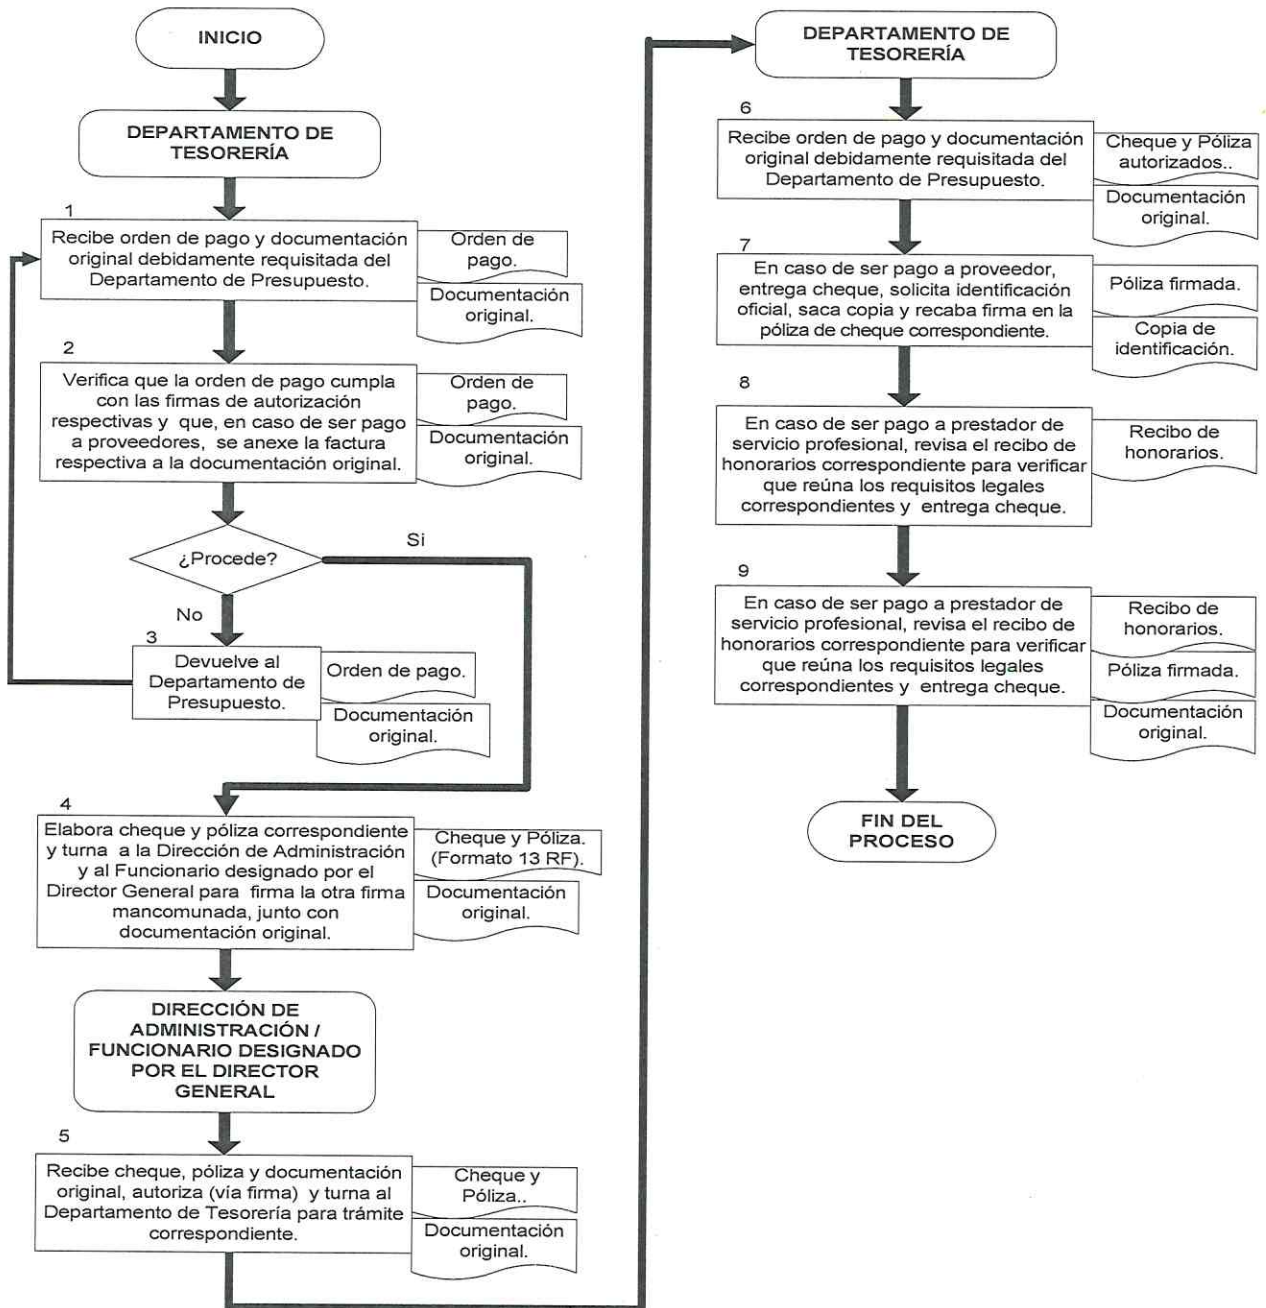 INICIO
DEPARTAMENTO DE
TESORERÍA
1
Recibe orden de pago y documentación
original debidamente requisitada del
Departamento de Presupuesto.
Orden de
pago.
Documentación
original.
2
Verifica que la orden de pago cumpla
con las firmas de autorización
respectivas y que, en caso de ser pago
a proveedores, se anexe la factura
respectiva a la documentación original.
Orden de
pago.
Documentación
original.
¿Procede?
Si
No
3
Devuelve al
Departamento de
Presupuesto.
Orden de pago.
Documentación
original.
4
Elabora cheque y póliza correspondiente
y turna a la Dirección de Administración
y al Funcionario designado por el
Director General para firma la otra firma
mancomunada, junto con
documentación original.
Cheque y Póliza.
(Formato 13 RF).
Documentación
original.
DIRECCIÓN DE
ADMINISTRACIÓN /
FUNCIONARIO DESIGNADO
POR EL DIRECTOR
GENERAL
5
Recibe cheque, póliza y documentación
original, autoriza (vía firma) y turna al
Departamento de Tesorería para trámite
correspondiente.
Cheque y
Póliza..
Documentación
original.
DEPARTAMENTO DE
TESORERÍA
6
Recibe orden de pago y documentación
original debidamente requisitada del
Departamento de Presupuesto.
Cheque y Póliza
autorizados..
Documentación
original.
7
En caso de ser pago a proveedor,
entrega cheque, solicita identificación
oficial, saca copia y recaba firma en la
póliza de cheque correspondiente.
Póliza firmada.
Copia de
identificación.
8
En caso de ser pago a prestador de
servicio profesional, revisa el recibo de
honorarios correspondiente para verificar
que reúna los requisitos legales
correspondientes y entrega cheque.
Recibo de
honorarios.
9
En caso de ser pago a prestador de
servicio profesional, revisa el recibo de
honorarios correspondiente para verificar
que reúna los requisitos legales
correspondientes y entrega cheque.
Recibo de
honorarios.
Póliza firmada.
Documentación
original.
FIN DEL
PROCESO